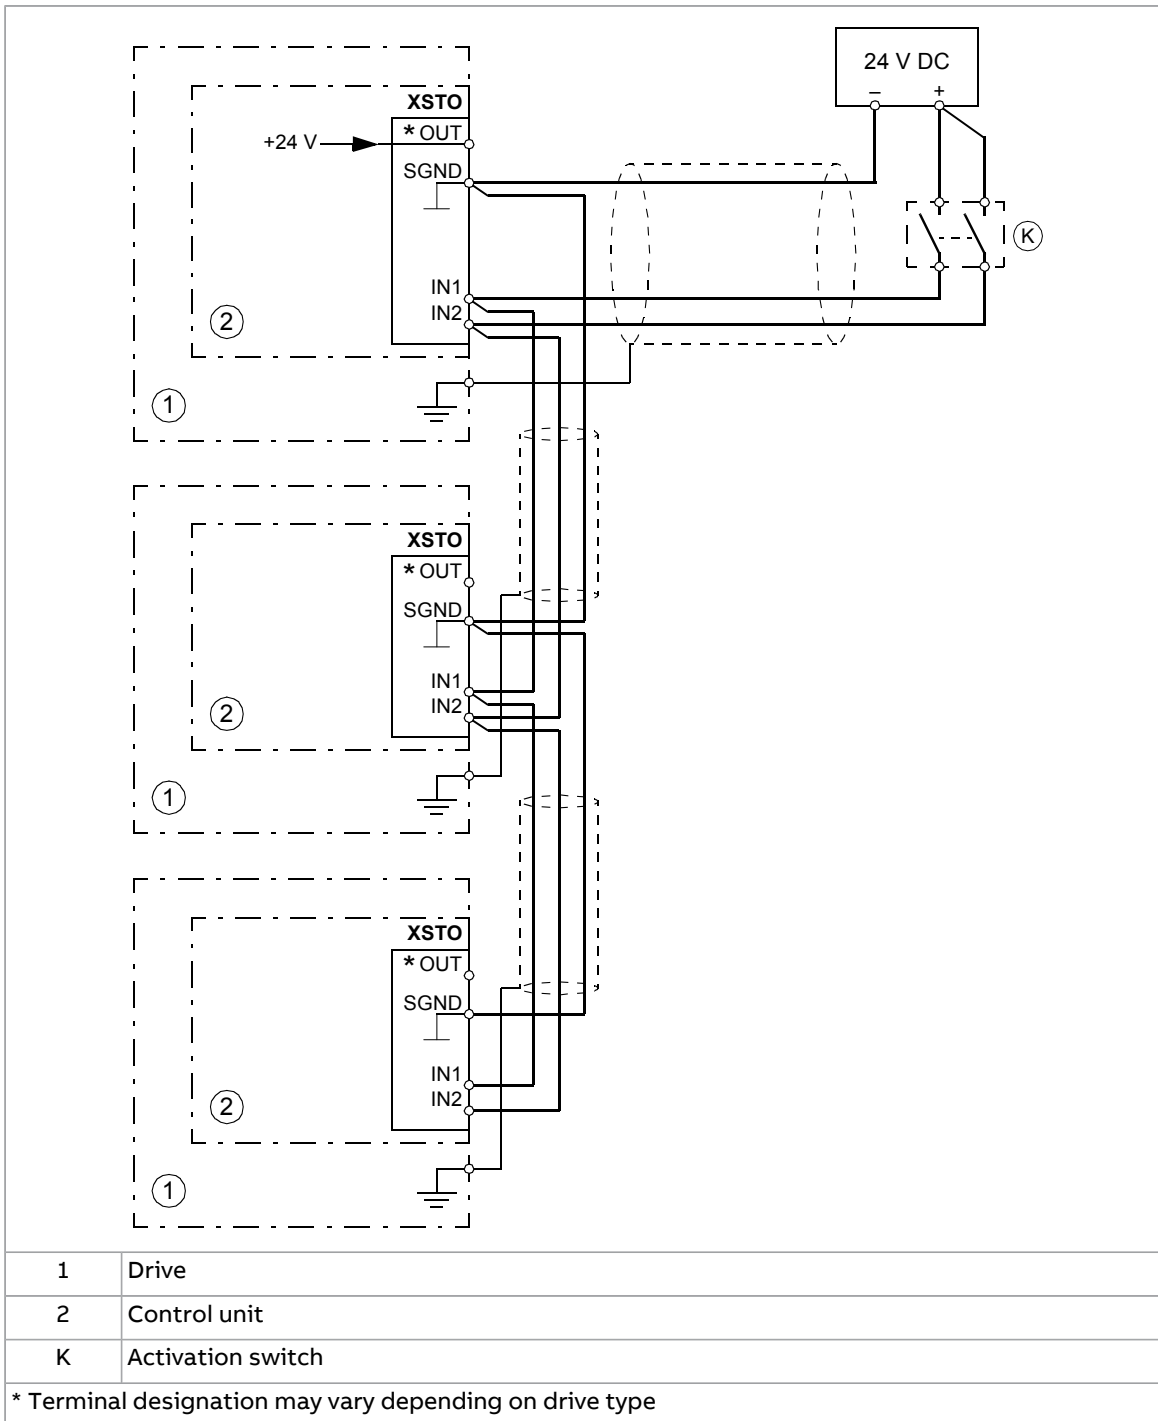 24 V DC
– +
XSTO
* OUT
+24 V
SGND
K
IN1
IN2
2
1
XSTO
* OUT
SGND
IN1
IN2
2
1
XSTO
* OUT
SGND
IN1
IN2
2
1
1 Drive
2 Control unit
K Activation switch
* Terminal designation may vary depending on drive type